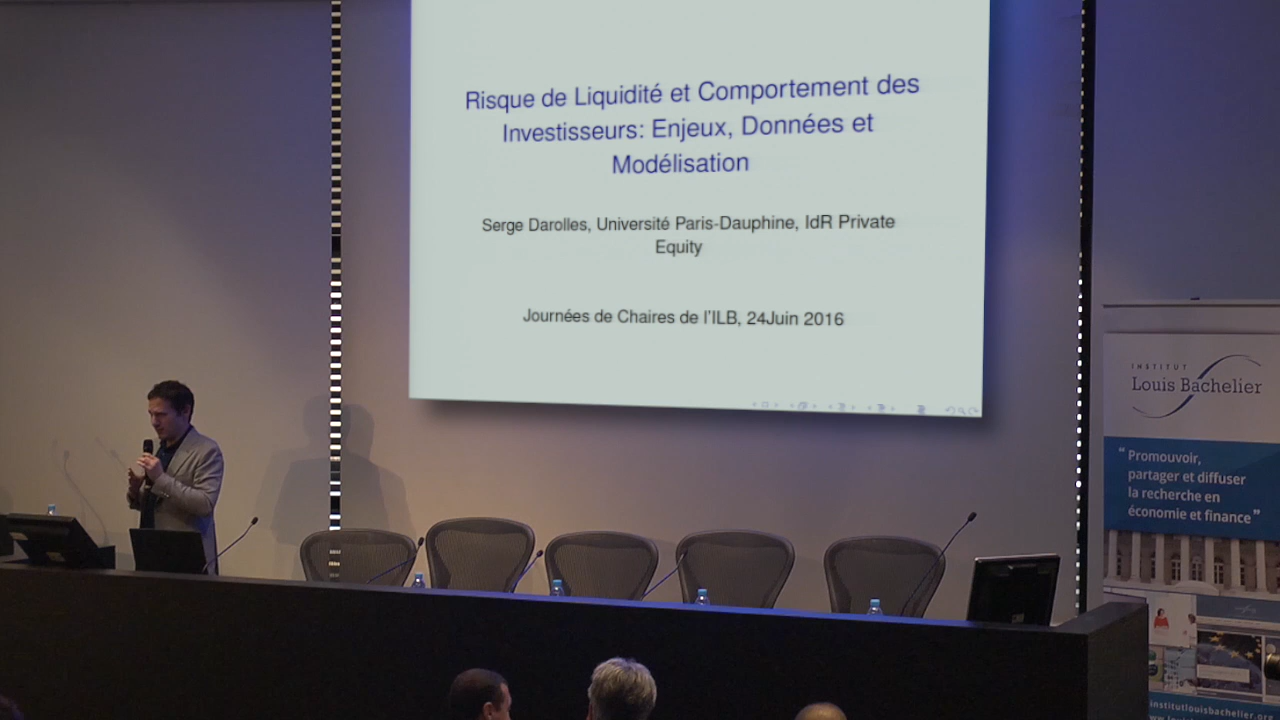 Risque de Liquidité et Comportement des
Investisseurs: Enjeux, Données et
Modélisation
Serge Darolles, Université Paris-Dauphine, IdR Private
Equity
Journées de Chaires de l'ILB, 24Juin 2016
INSTITUT
Louis Bachelier
“Promouvoir,
partager et diffuser
la recherche en
économie et finance”
institutlouisbachelier.org